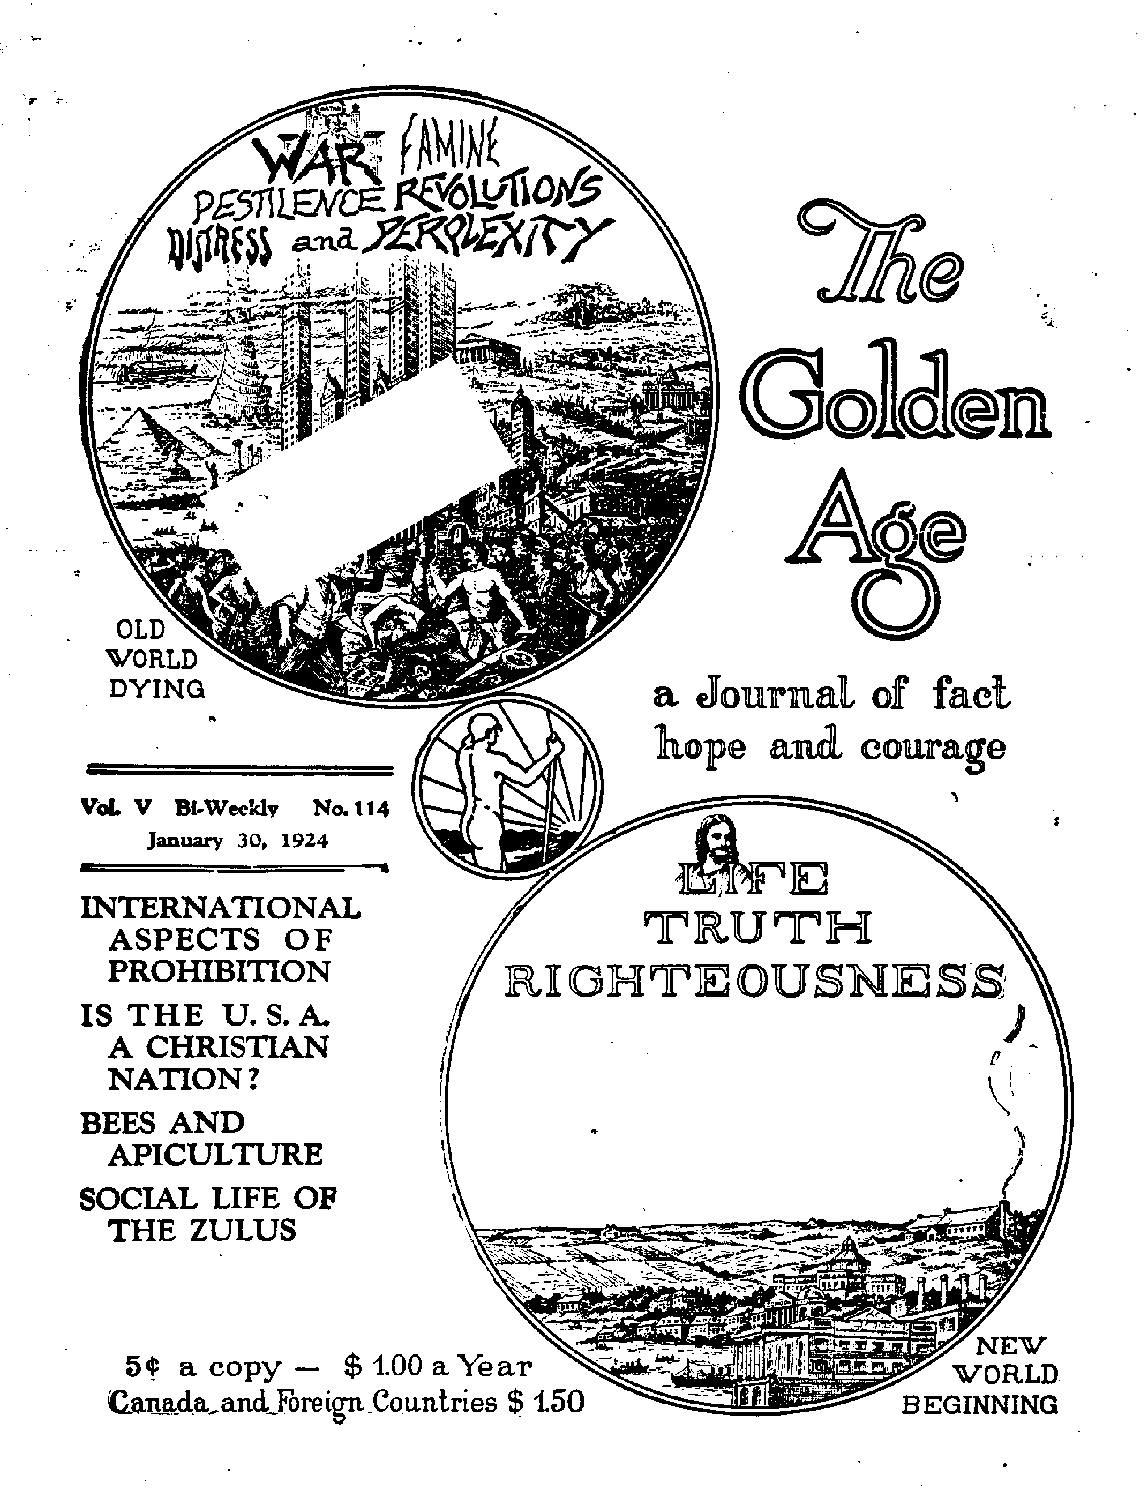 WAR FAMINE
PESTILENCE REVOLUTIONS
DISTRESS and PERPLEXITY
The
Golden
Age
OLD
WORLD
DYING
a Journal of fact
hope and courage
Vol. V Bi-Weekly No. 114
January 30, 1924
LIFE
TRUTH
RIGHTEOUSNESS
INTERNATIONAL
ASPECTS OF
PROHIBITION
IS THE U. S. A.
A CHRISTIAN
NATION?
BEES AND
APICULTURE
SOCIAL LIFE OF
THE ZULUS
NEW
WORLD
BEGINNING
5¢ a copy — $ 1.00 a Year
Canada and Foreign Countries $ 1.50